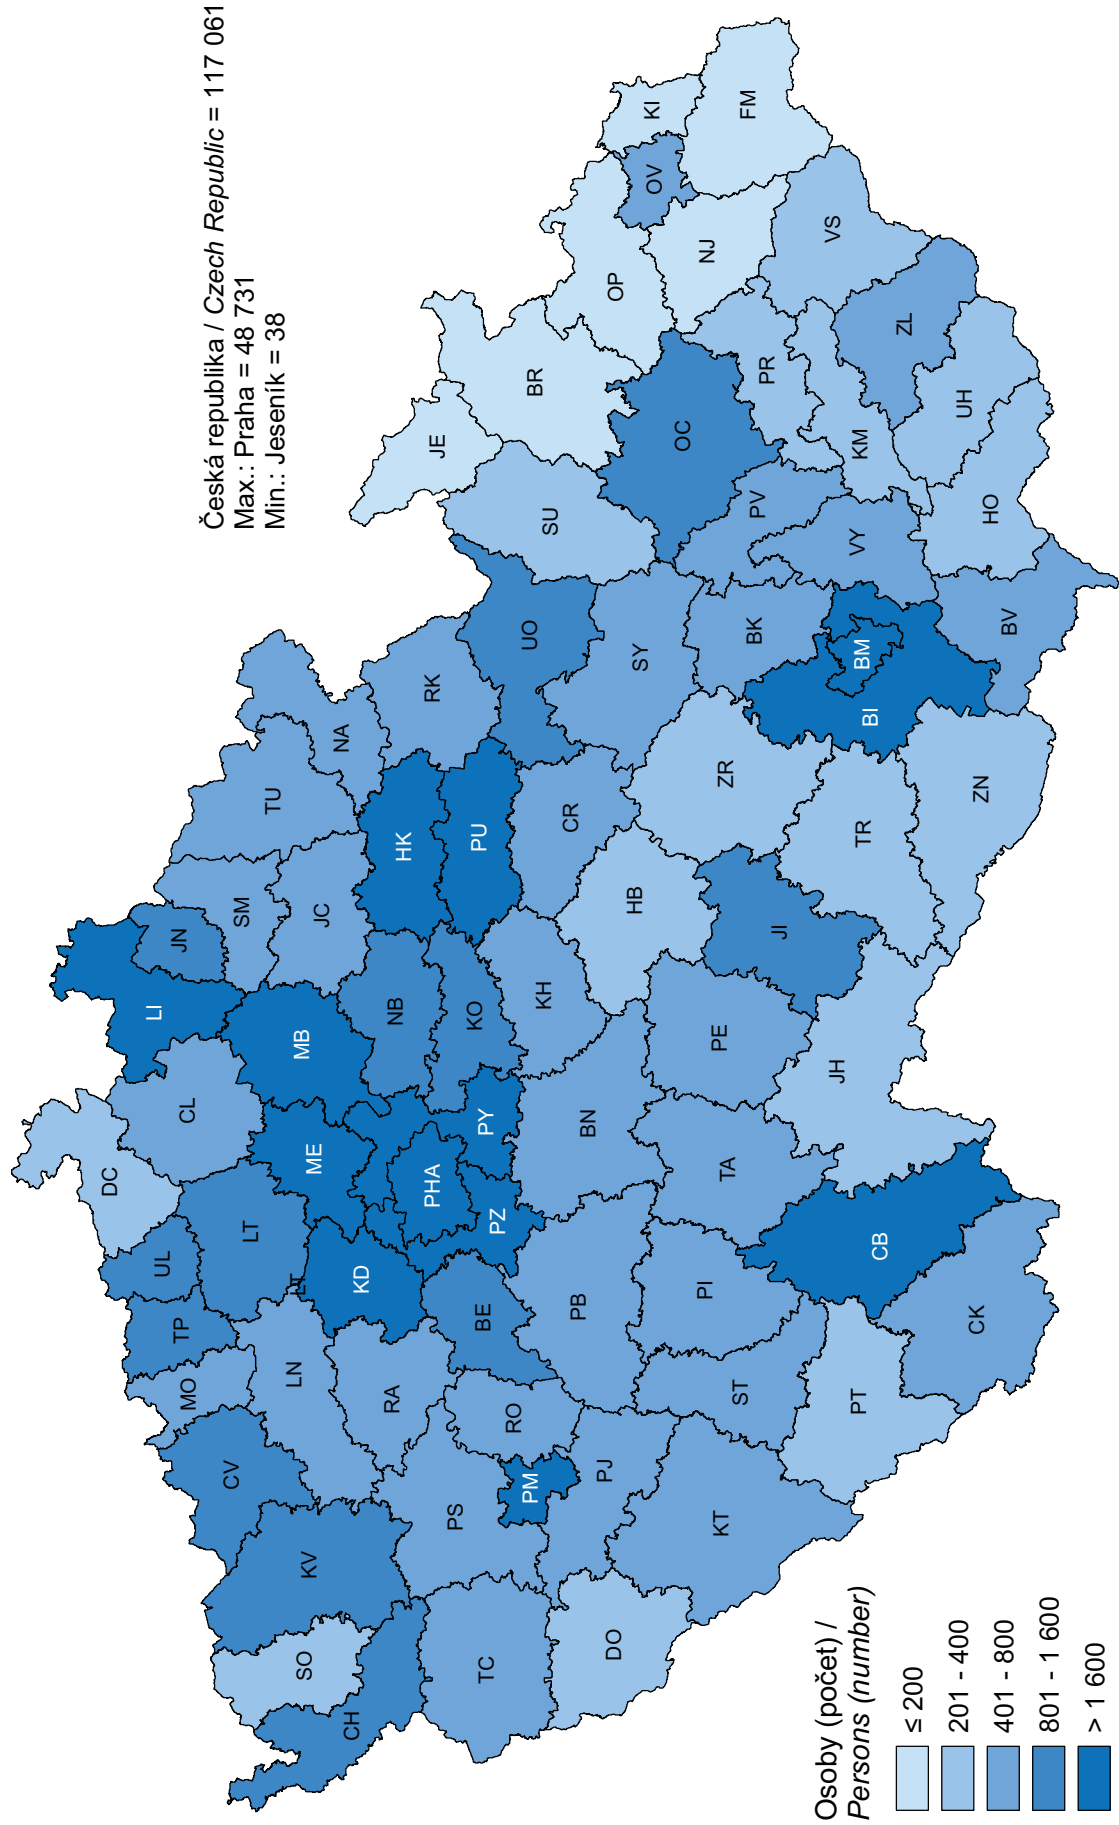 Česká republika / Czech Republic = 117 061
Max.: Praha = 48 731
Min.: Jeseník = 38
DC
LI
JN
SM
TU
NA
UL
CL
TP
LT
MB
JC
MO
LT
ME
HK
RK
CV
LN
KD
NB
KV
RA
PHA
PU
UO
JE
SO
BE
PZ
PY
KO
SU
BR
CH
PS
RO
KH
CR
OP
KI
TC
PM
PB
BN
HB
SY
OC
OV
FM
DO
PJ
PI
TA
PE
ZR
BK
PV
PR
NJ
KT
ST
JI
VY
KM
VS
PT
CB
JH
TR
BI
BM
ZL
CK
ZN
BV
HO
UH
Osoby (počet) /
Persons (number)
≤ 200
201 - 400
401 - 800
801 - 1 600
> 1 600